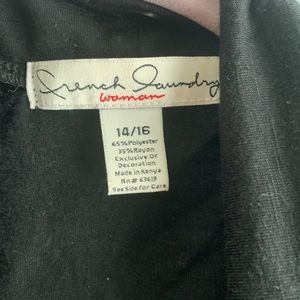 French Laundry
woman
14/16
65%Polyester
35%Rayon
Exclusive Of
Decoration
Made in Kenya
Rn# 63619
See Side For Care